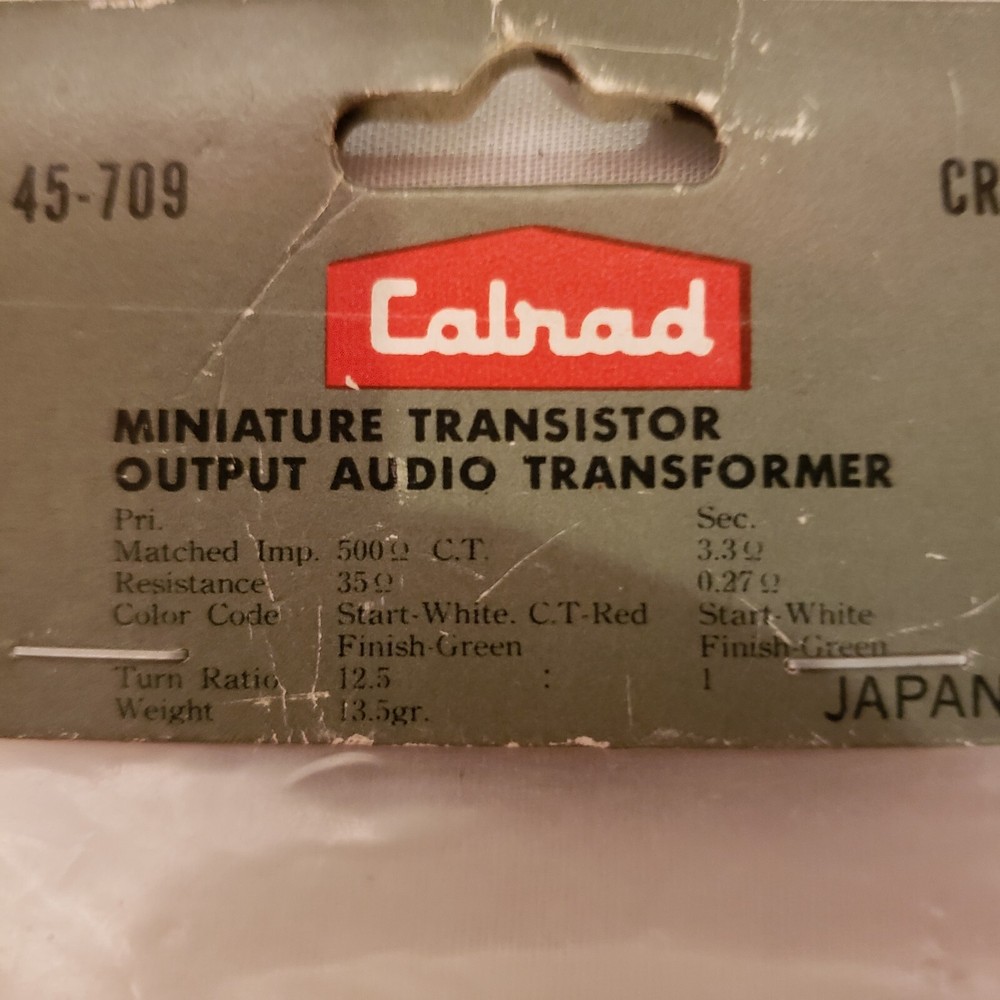 45-709 CR
Calrad
MINIATURE TRANSISTOR
OUTPUT AUDIO TRANSFORMER
Pri. Sec.
Matched Imp. 500Ω C.T. 3.3Ω
Resistance 35Ω 0.27Ω
Color Code Start-White. C.T-Red Start-White
Finish-Green Finish-Green
Turn Ratio 12.5 : 1
Weight 13.5gr.
JAPAN